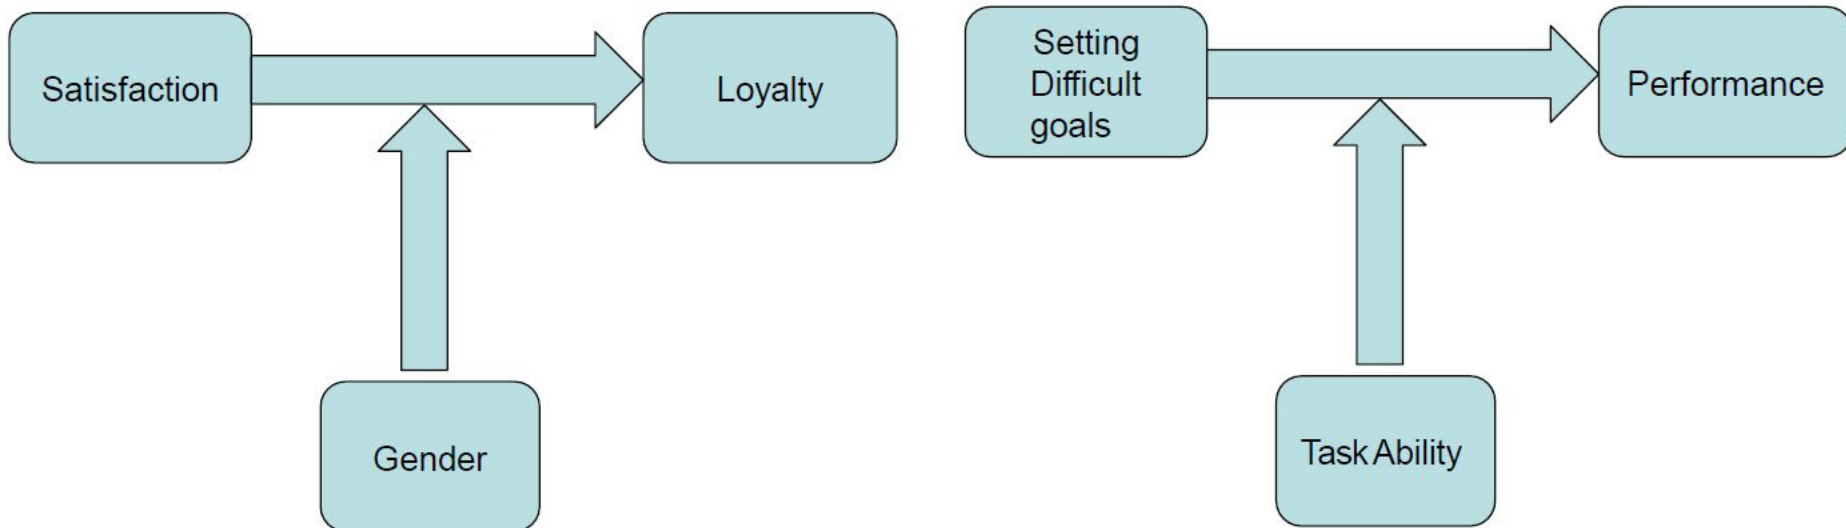 Satisfaction
Loyalty
Gender
Setting
Difficult
goals
Performance
Task Ability